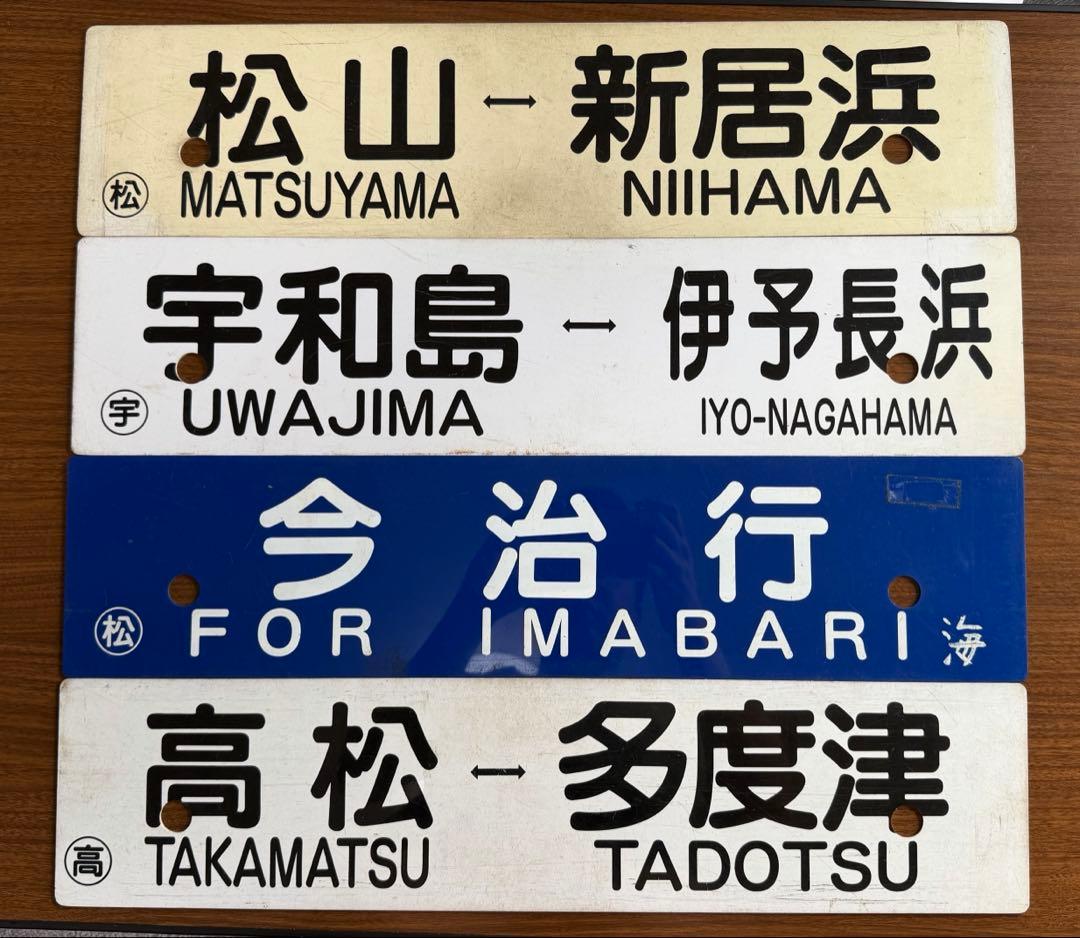 松山 ↔ 新居浜
㊗松 MATSUYAMA NIIHAMA
宇和島 ↔ 伊予長浜
宇 UWAJIMA IYO-NAGAHAMA
今治行
松 FOR IMABARI 海
高松 ↔ 多度津
高 TAKAMATSU TADOTSU